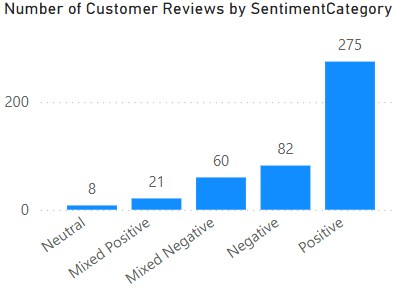 Number of Customer Reviews by SentimentCategory
275
200
82
60
21
8
0
Neutral
Mixed Positive
Mixed Negative
Negative
Positive